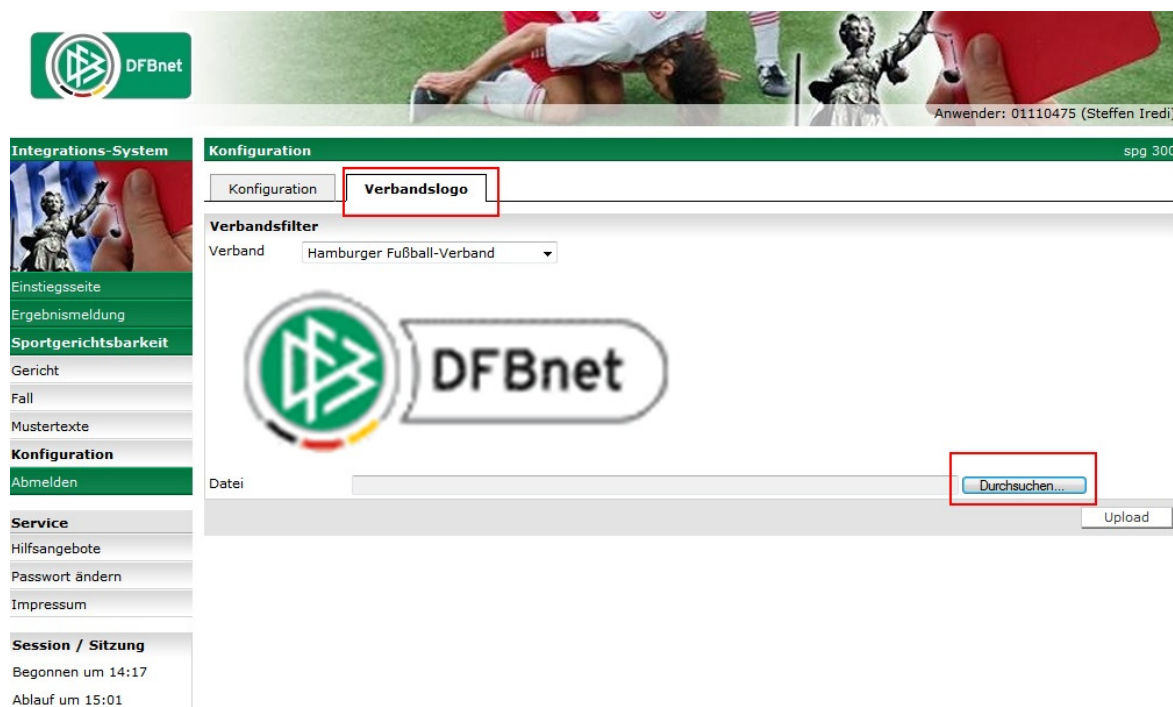 DFBnet
Anwender: 01110475 (Steffen Iredi)
Integrations-System
Einstiegsseite
Ergebnismeldung
Sportgerichtsbarkeit
Gericht
Fall
Mustertexte
Konfiguration
Abmelden
Service
Hilfsangebote
Passwort ändern
Impressum
Session / Sitzung
Begonnen um 14:17
Ablauf um 15:01
Konfiguration spg 300
Konfiguration Verbandslogo
Verbandsfilter
Verband Hamburger Fußball-Verband
DFBnet
Datei Durchsuchen...
Upload